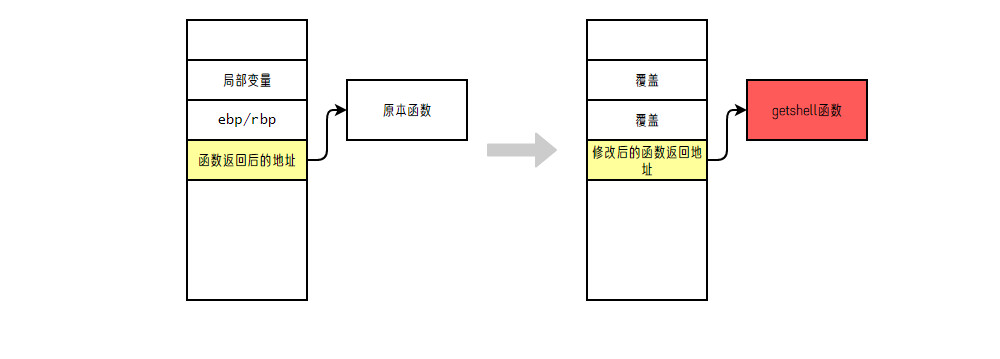 局部变量
ebp/rbp
函数返回后的地址
原本函数
覆盖
覆盖
修改后的函数返回地
址
getshell函数